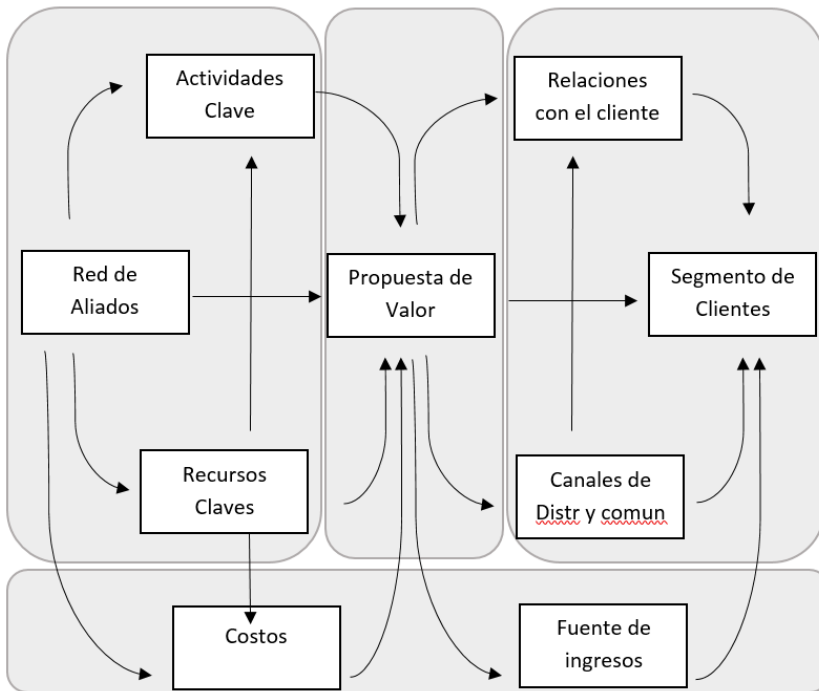 Actividades
Clave
Relaciones
con el cliente
Red de
Aliados
Propuesta de
Valor
Segmento de
Clientes
Recursos
Claves
Canales de
Distr y comun
Costos
Fuente de
ingresos